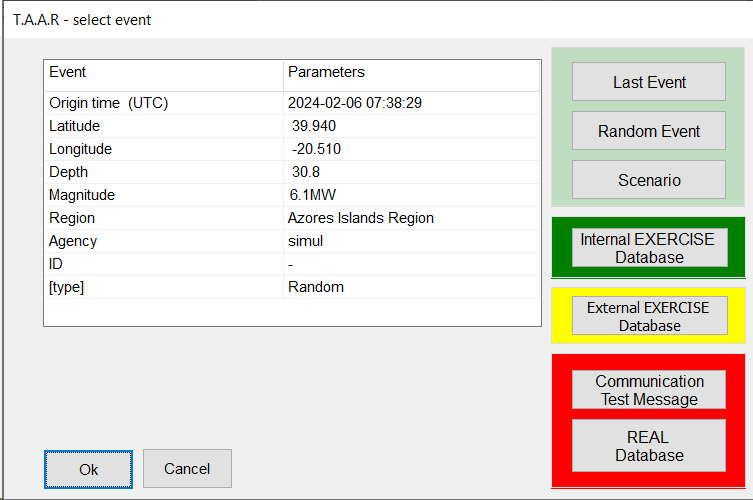 T.A.A.R - select event
Event Parameters
Origin time (UTC) 2024-02-06 07:38:29
Latitude 39.940
Longitude -20.510
Depth 30.8
Magnitude 6.1MW
Region Azores Islands Region
Agency simul
ID -
[type] Random
Ok
Cancel
Last Event
Random Event
Scenario
Internal EXERCISE
Database
External EXERCISE
Database
Communication
Test Message
REAL
Database